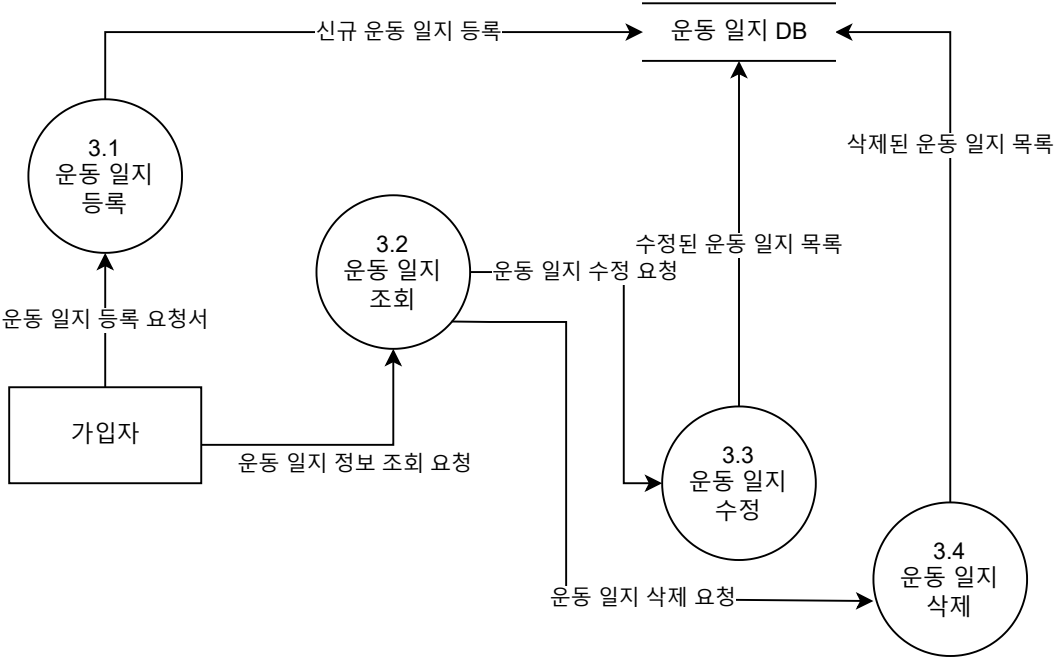 신규 운동 일지 등록
운동 일지 DB
3.1
운동 일지
등록
삭제된 운동 일지 목록
3.2
운동 일지
조회
수정된 운동 일지 목록
운동 일지 수정 요청
운동 일지 등록 요청서
가입자
운동 일지 정보 조회 요청
3.3
운동 일지
수정
3.4
운동 일지
삭제
운동 일지 삭제 요청